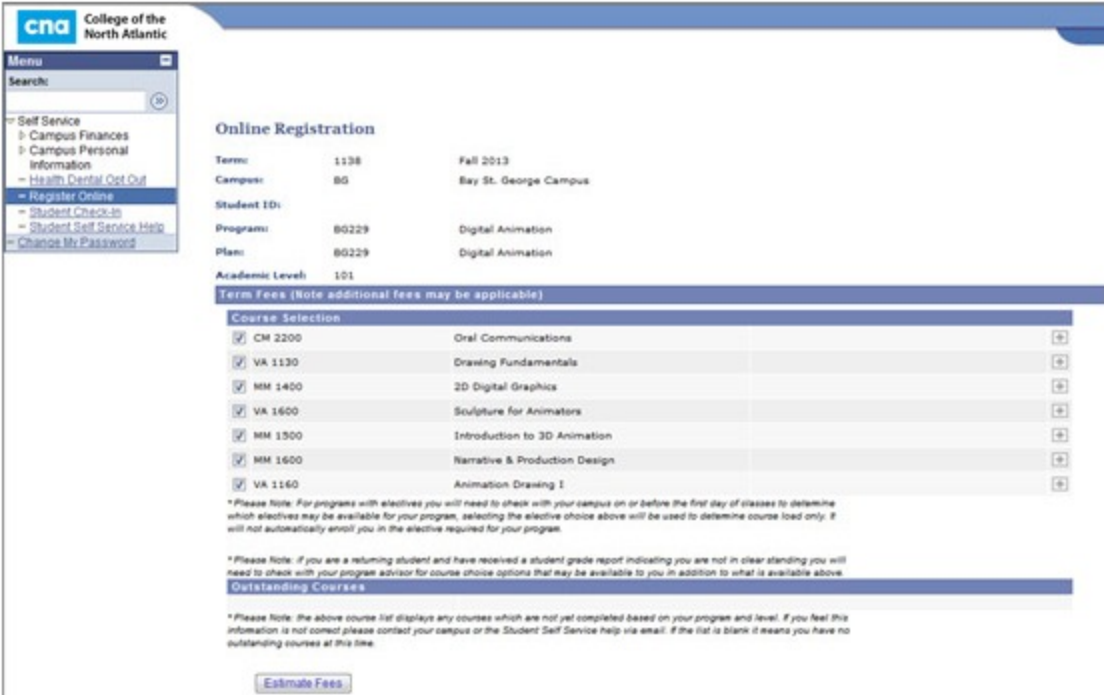 cna College of the
North Atlantic
Menu
Search:
Self Service
Campus Finances
Campus Personal
Information
Health Dental Opt Out
Register Online
Student Check-In
Student Self Service Help
Change My Password
Online Registration
Term: 1138 Fall 2013
Campus: BG Bay St. George Campus
Student ID:
Program: BG229 Digital Animation
Plan: BG229 Digital Animation
Academic Level: 101
Term Fees (Note additional fees may be applicable)
Course Selection
CM 2200 Oral Communications
VA 1130 Drawing Fundamentals
MM 1400 2D Digital Graphics
VA 1600 Sculpture for Animators
MM 1500 Introduction to 3D Animation
MM 1600 Narrative & Production Design
VA 1160 Animation Drawing I
* Please Note: For programs with electives you will need to check with your campus on or before the first day of classes to determine
which electives may be available for your program, selecting the elective choice above will be used to determine course load only. It
will not automatically enroll you in the elective required for your program.
* Please Note: if you are a returning student and have received a student grade report indicating you are not in clear standing you will
need to check with your program advisor for course choice options that may be available to you in addition to what is available above.
Outstanding Courses
* Please Note: the above course list displays any courses which are not yet completed based on your program and level. If you feel this
information is not correct please contact your campus or the Student Self Service help via email. If the list is blank it means you have no
outstanding courses at this time.
Estimate Fees